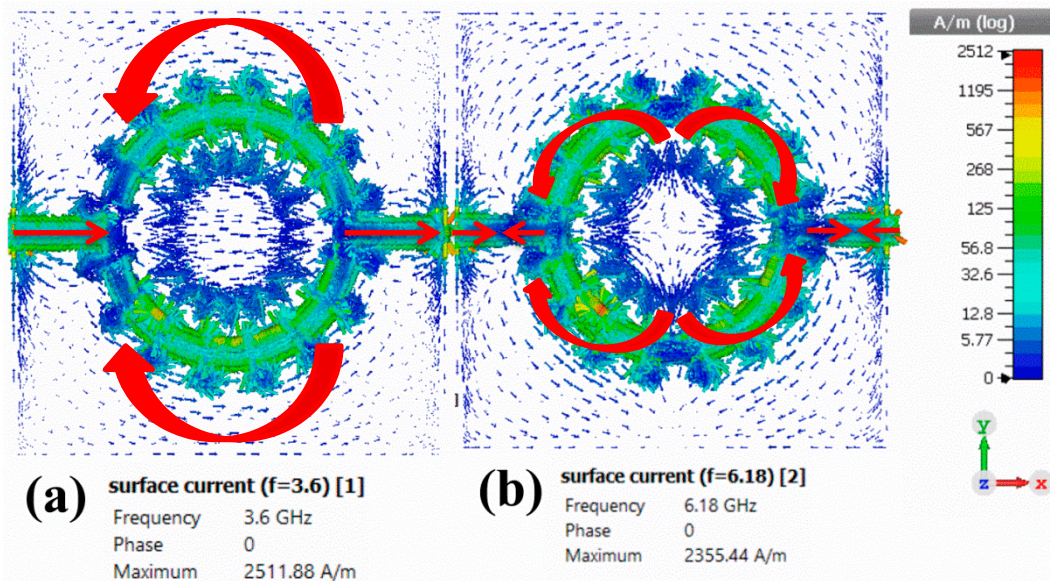 A/m (log)
2512
1195
567
268
125
56.8
32.6
12.8
5.77
0
y
z x
(a) surface current (f=3.6) [1]
Frequency 3.6 GHz
Phase 0
Maximum 2511.88 A/m
]
(b) surface current (f=6.18) [2]
Frequency 6.18 GHz
Phase 0
Maximum 2355.44 A/m